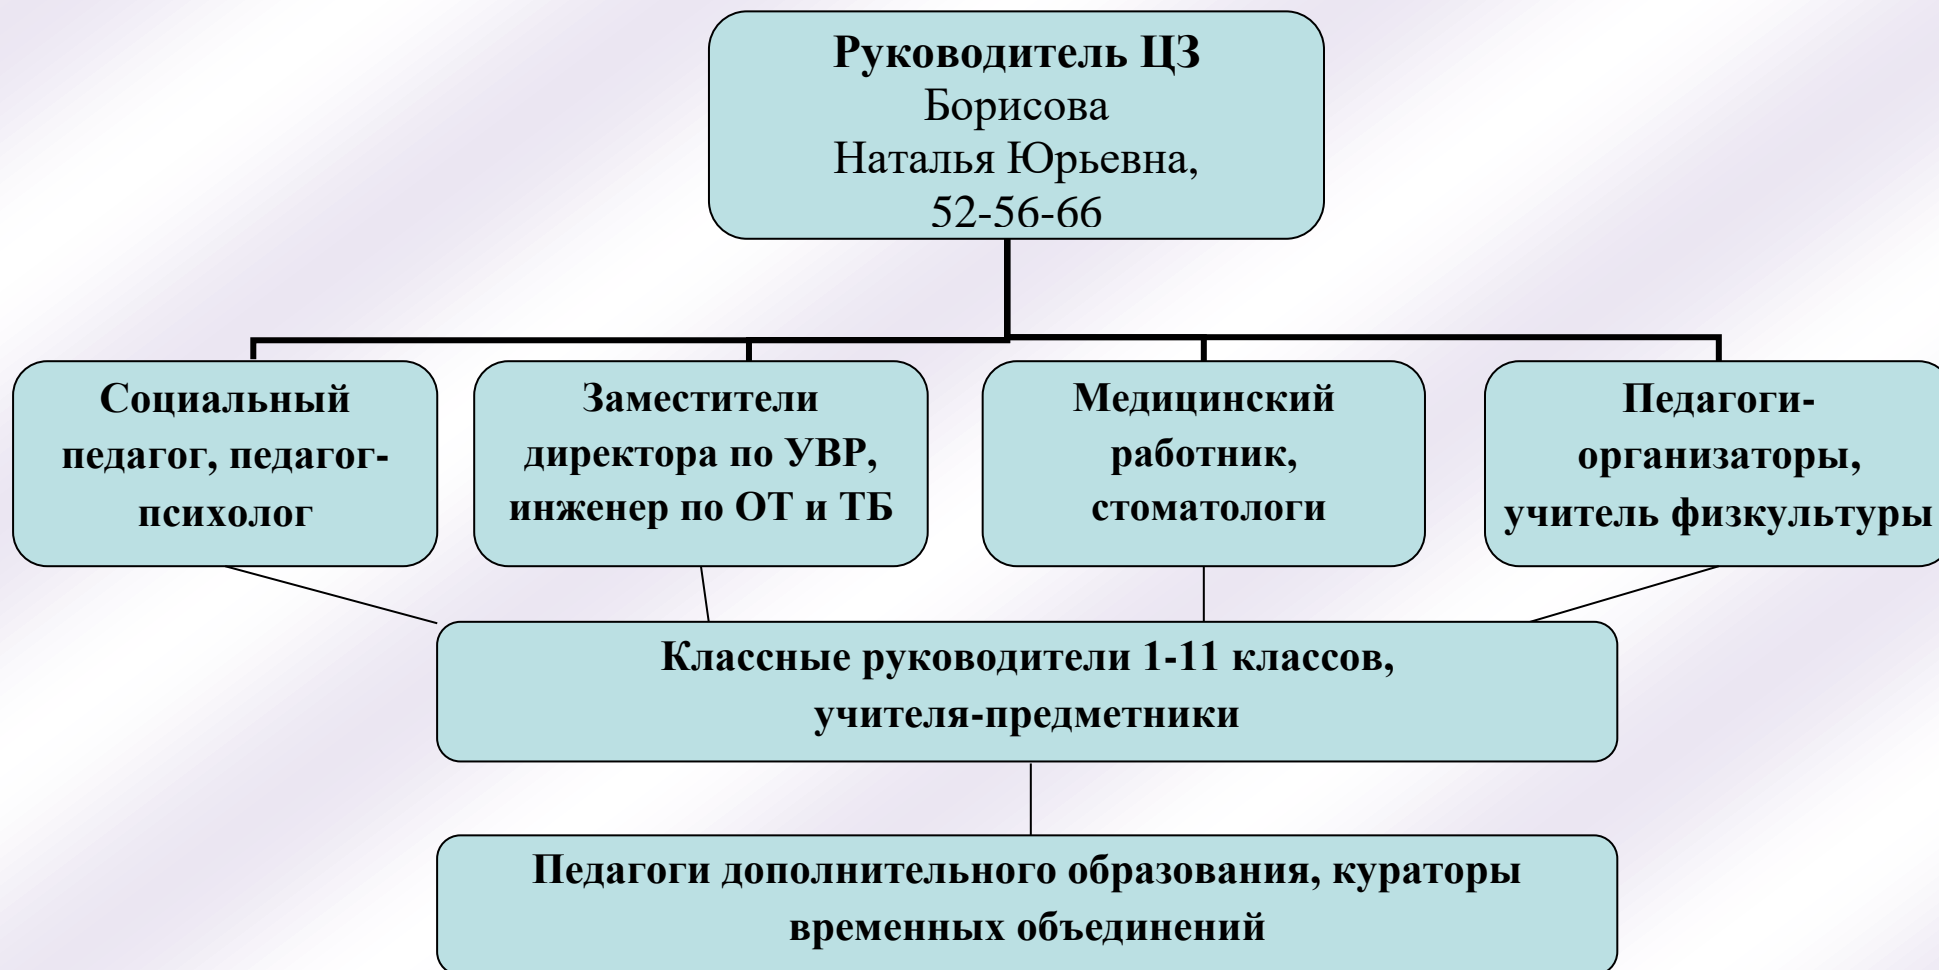 Руководитель ЦЗ
Борисова
Наталья Юрьевна,
52-56-66
Социальный
педагог, педагог-
психолог
Заместители
директора по УВР,
инженер по ОТ и ТБ
Медицинский
работник,
стоматологи
Педагоги-
организаторы,
учитель физкультуры
Классные руководители 1-11 классов,
учителя-предметники
Педагоги дополнительного образования, кураторы
временных объединений